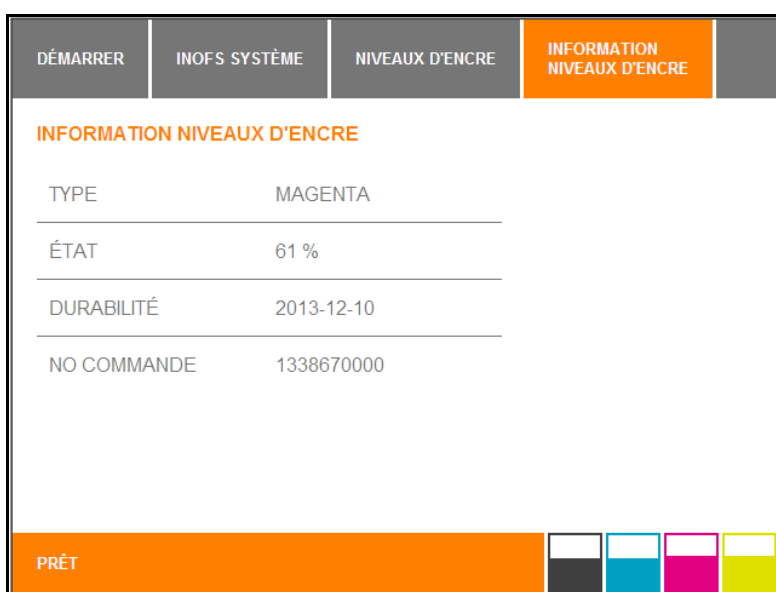 DÉMARRER
INOFS SYSTÈME
NIVEAUX D'ENCRE
INFORMATION
NIVEAUX D'ENCRE
INFORMATION NIVEAUX D'ENCRE
TYPE MAGENTA
ÉTAT 61 %
DURABILITÉ 2013-12-10
NO COMMANDE 1338670000
PRÊT